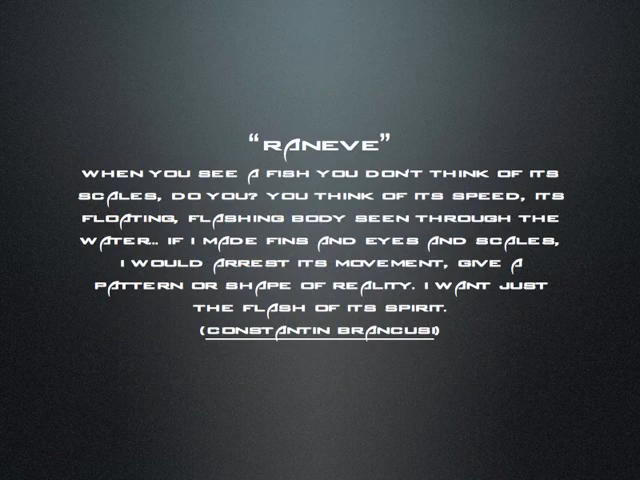 “RANEVE”
WHEN YOU SEE A FISH YOU DON'T THINK OF ITS
SCALES, DO YOU? YOU THINK OF ITS SPEED, ITS
FLOATING, FLASHING BODY SEEN THROUGH THE
WATER.. IF I MADE FINS AND EYES AND SCALES,
I WOULD ARREST ITS MOVEMENT, GIVE A
PATTERN OR SHAPE OF REALITY. I WANT JUST
THE FLASH OF ITS SPIRIT.
(CONSTANTIN BRANCUSI)